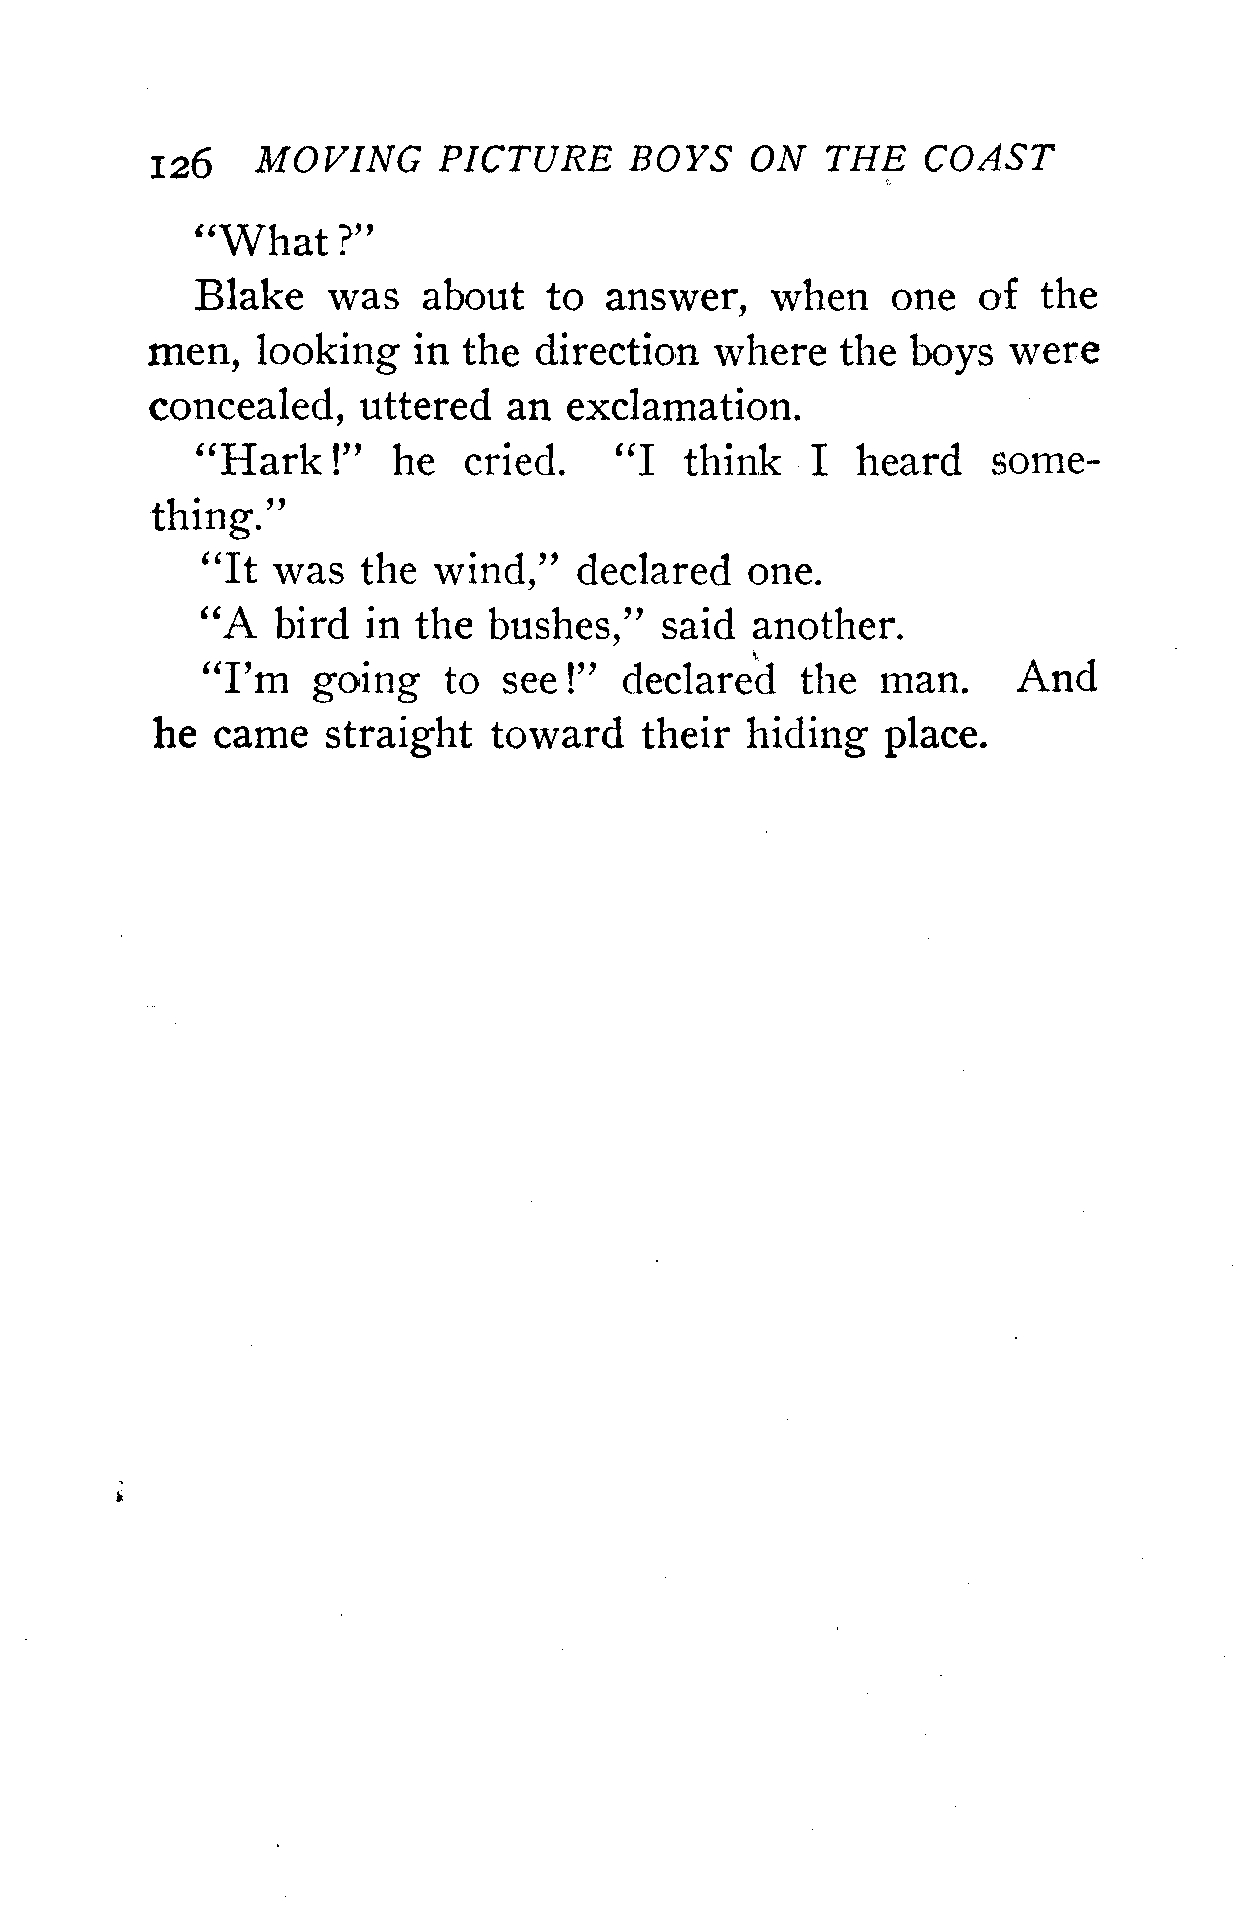 126 MOVING PICTURE BOYS ON THE COAST
“What?”
Blake was about to answer, when one of the
men, looking in the direction where the boys were
concealed, uttered an exclamation.
“Hark!” he cried. “I think I heard some-
thing.”
“It was the wind,” declared one.
“A bird in the bushes,” said another.
“I’m going to see!” declared the man. And
he came straight toward their hiding place.